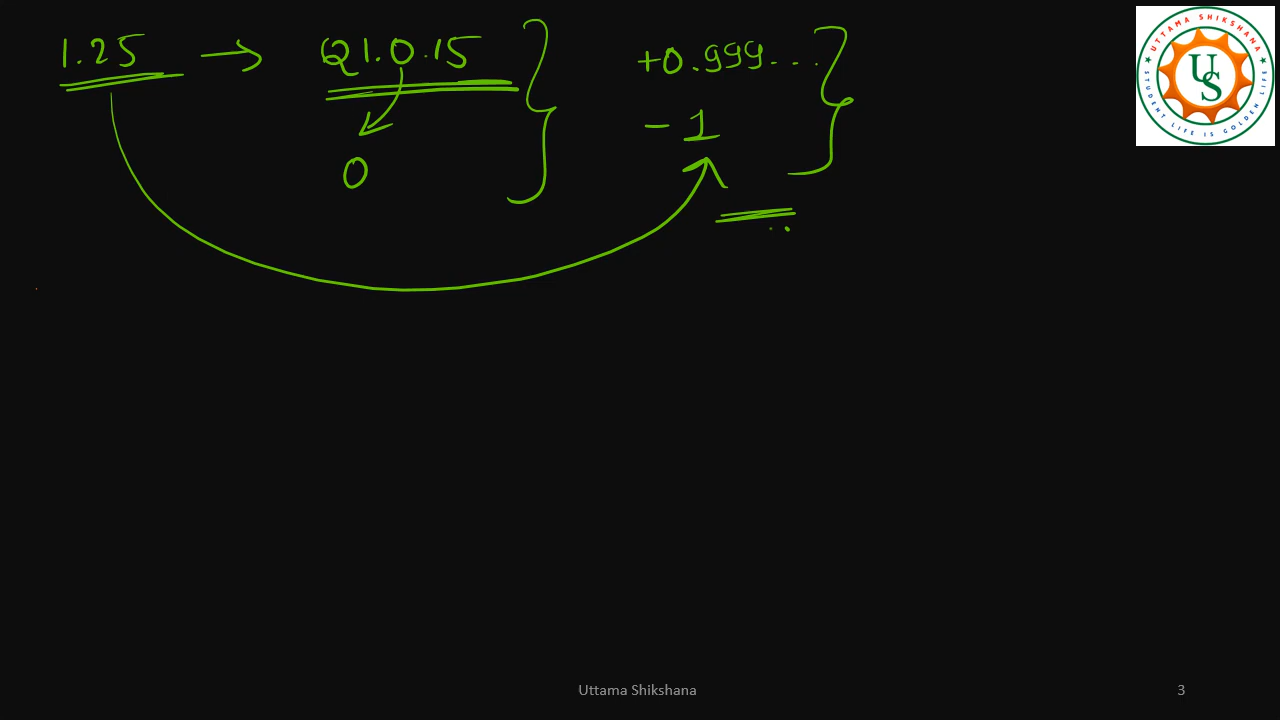 1.25 → Q1.0.15 } +0.999... }
0 - 1
UTTAMA SHIKSHANA
US
STUDENT LIFE IS GOLDEN LIFE
Uttama Shikshana
3